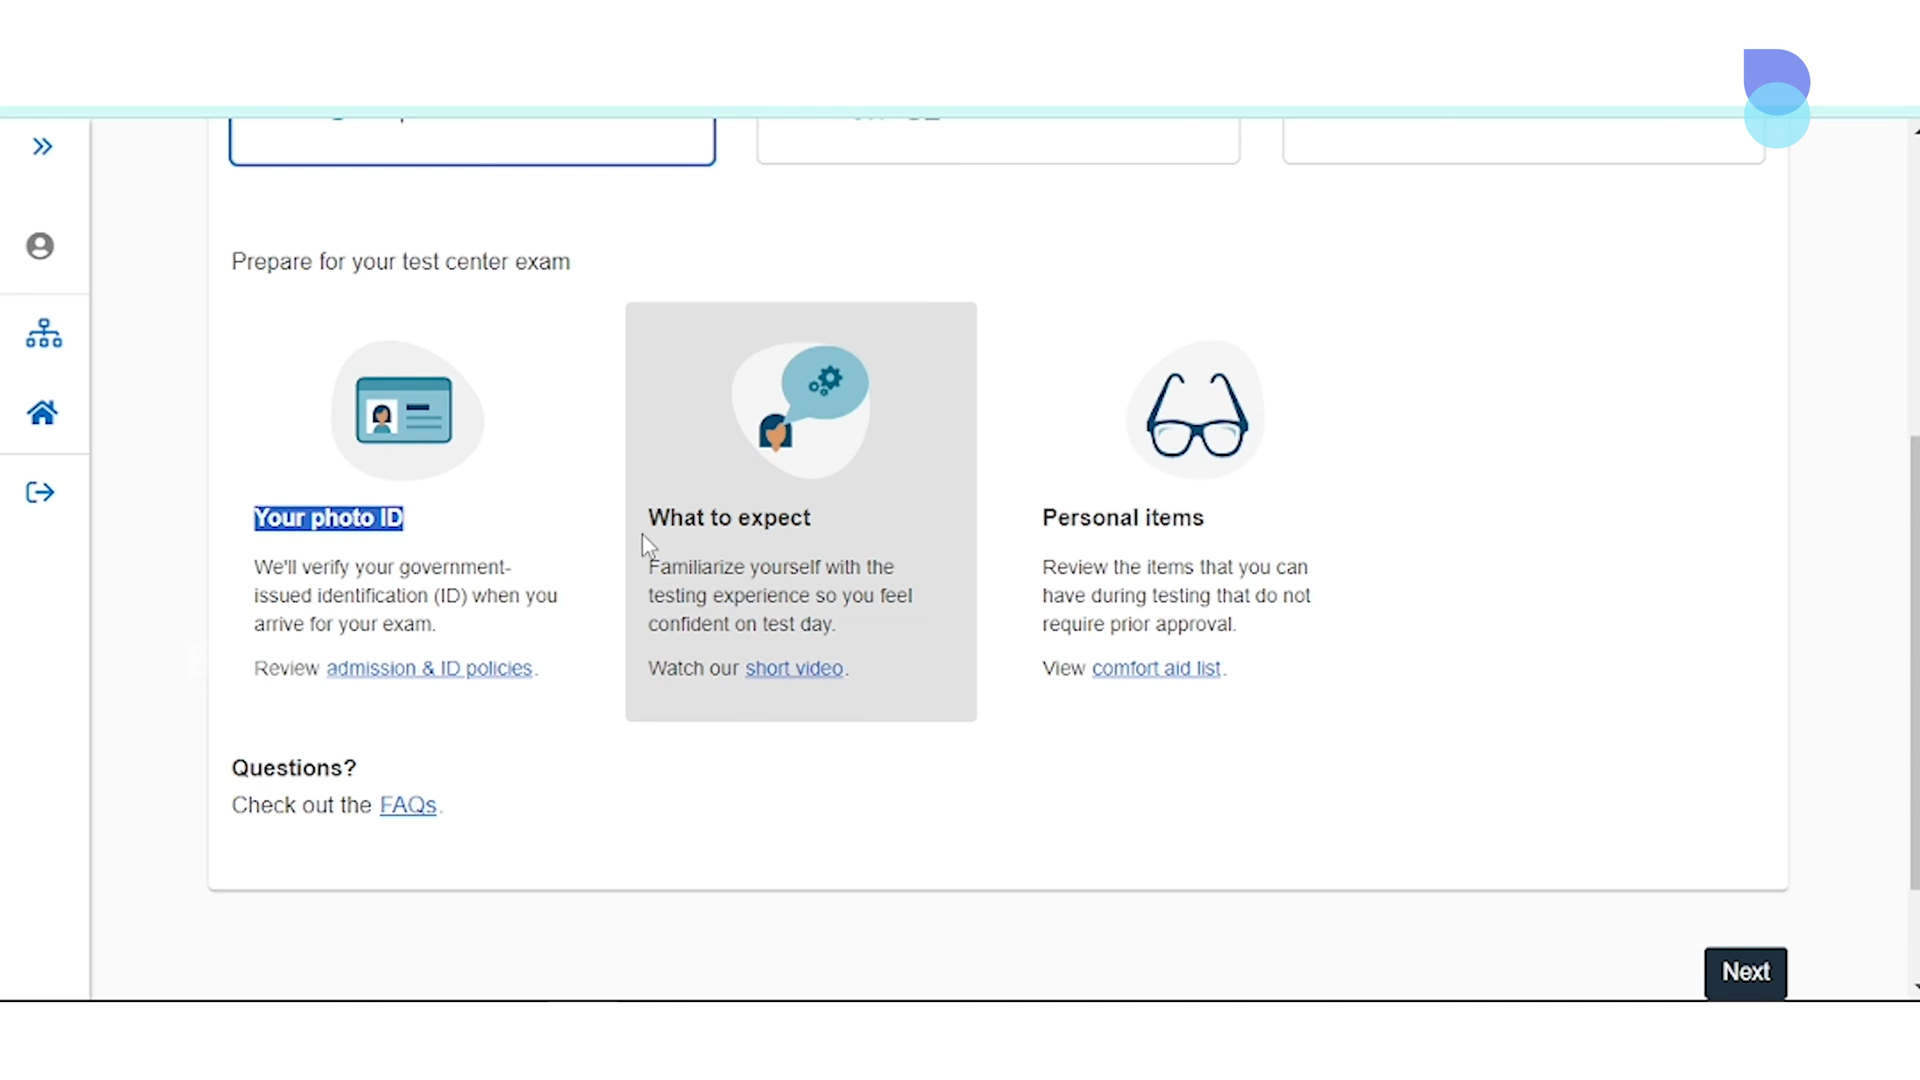 Prepare for your test center exam
Your photo ID
We'll verify your government-
issued identification (ID) when you
arrive for your exam.
Review admission & ID policies.
What to expect
Familiarize yourself with the
testing experience so you feel
confident on test day.
Watch our short video.
Personal items
Review the items that you can
have during testing that do not
require prior approval.
View comfort aid list.
Questions?
Check out the FAQs.
Next